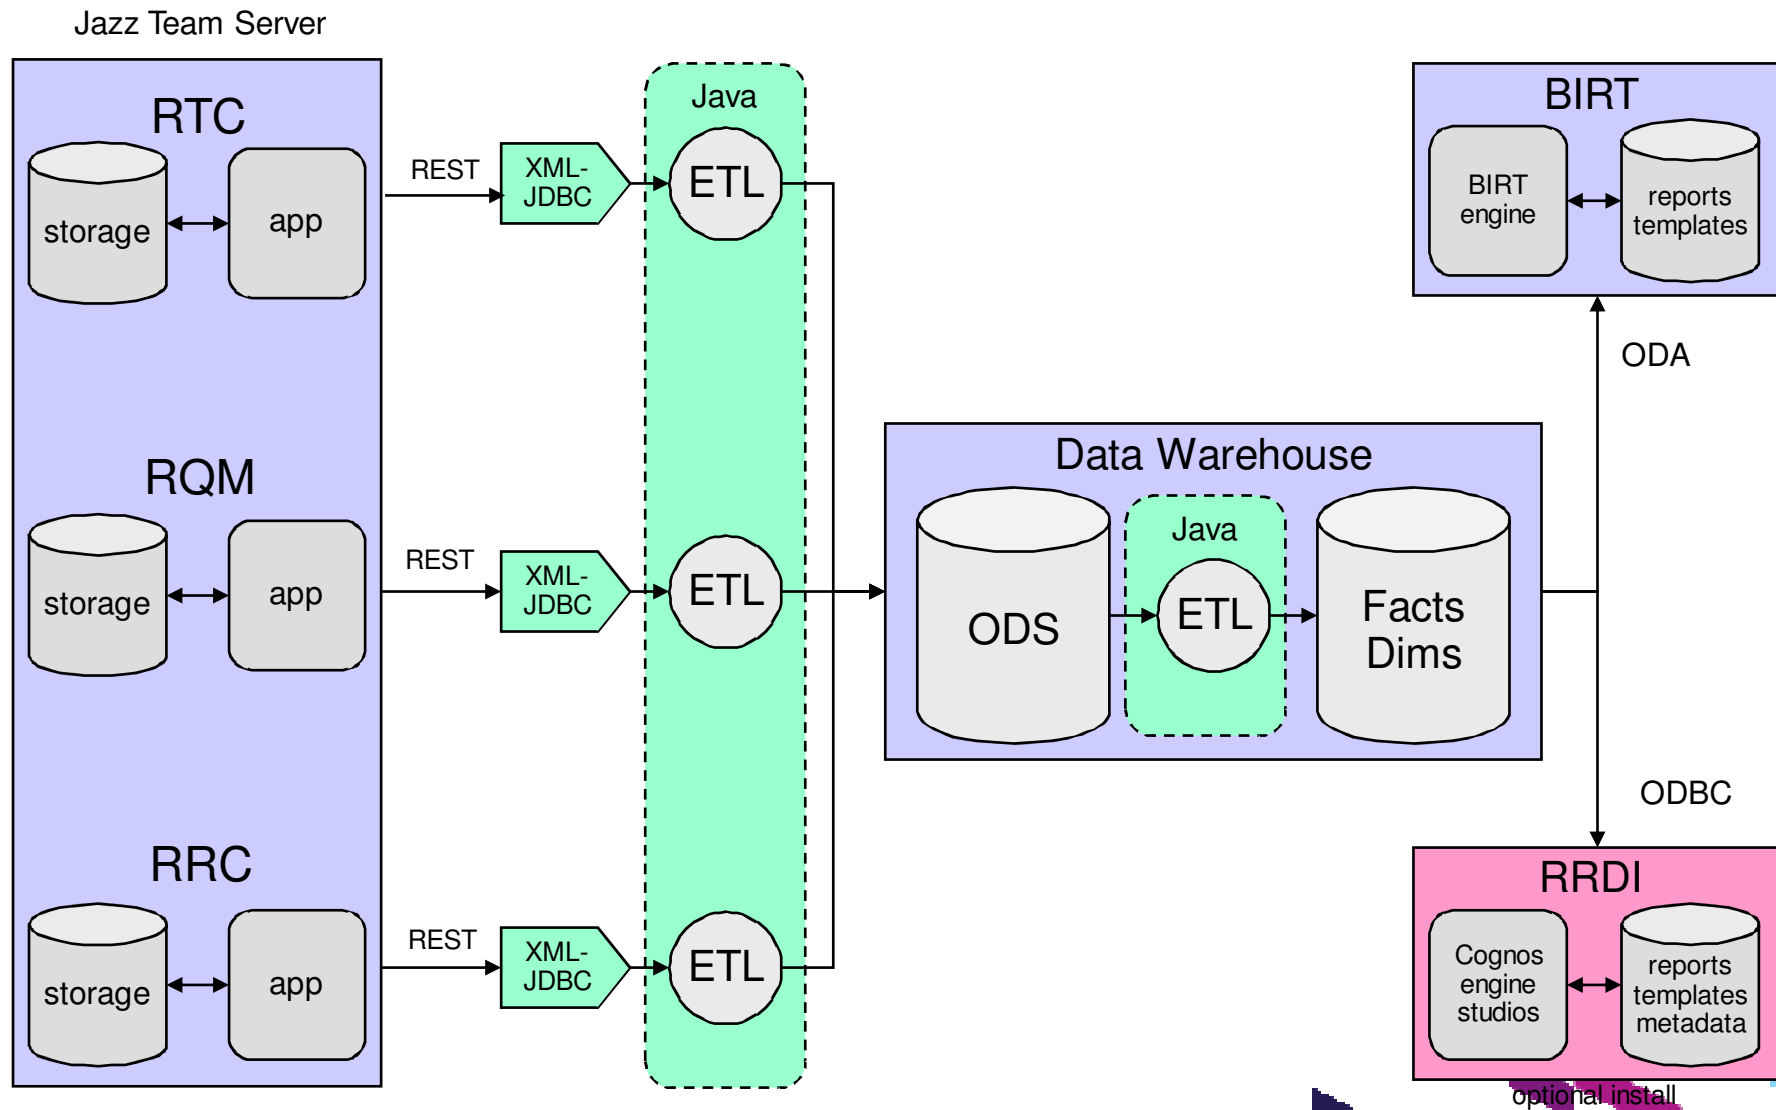 Jazz Team Server
RTC
storage
app
REST
XML-
JDBC
Java
ETL
RQM
storage
app
REST
XML-
JDBC
ETL
RRC
storage
app
REST
XML-
JDBC
ETL
Data Warehouse
ODS
Java
ETL
Facts
Dims
BIRT
BIRT
engine
reports
templates
ODA
ODBC
RRDI
Cognos
engine
studios
reports
templates
metadata
optional install